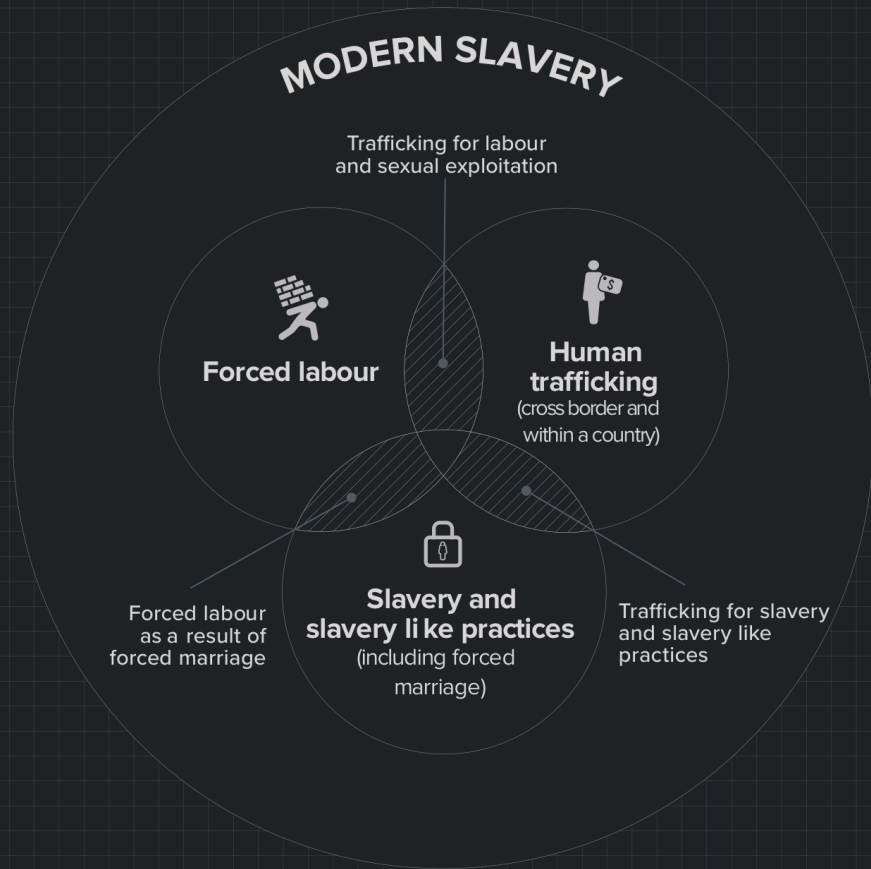 MODERN SLAVERY
Trafficking for labour
and sexual exploitation
Forced labour
$
Human
trafficking
(cross border and
within a country)
Slavery and
slavery like practices
(including forced
marriage)
Forced labour
as a result of
forced marriage
Trafficking for slavery
and slavery like
practices